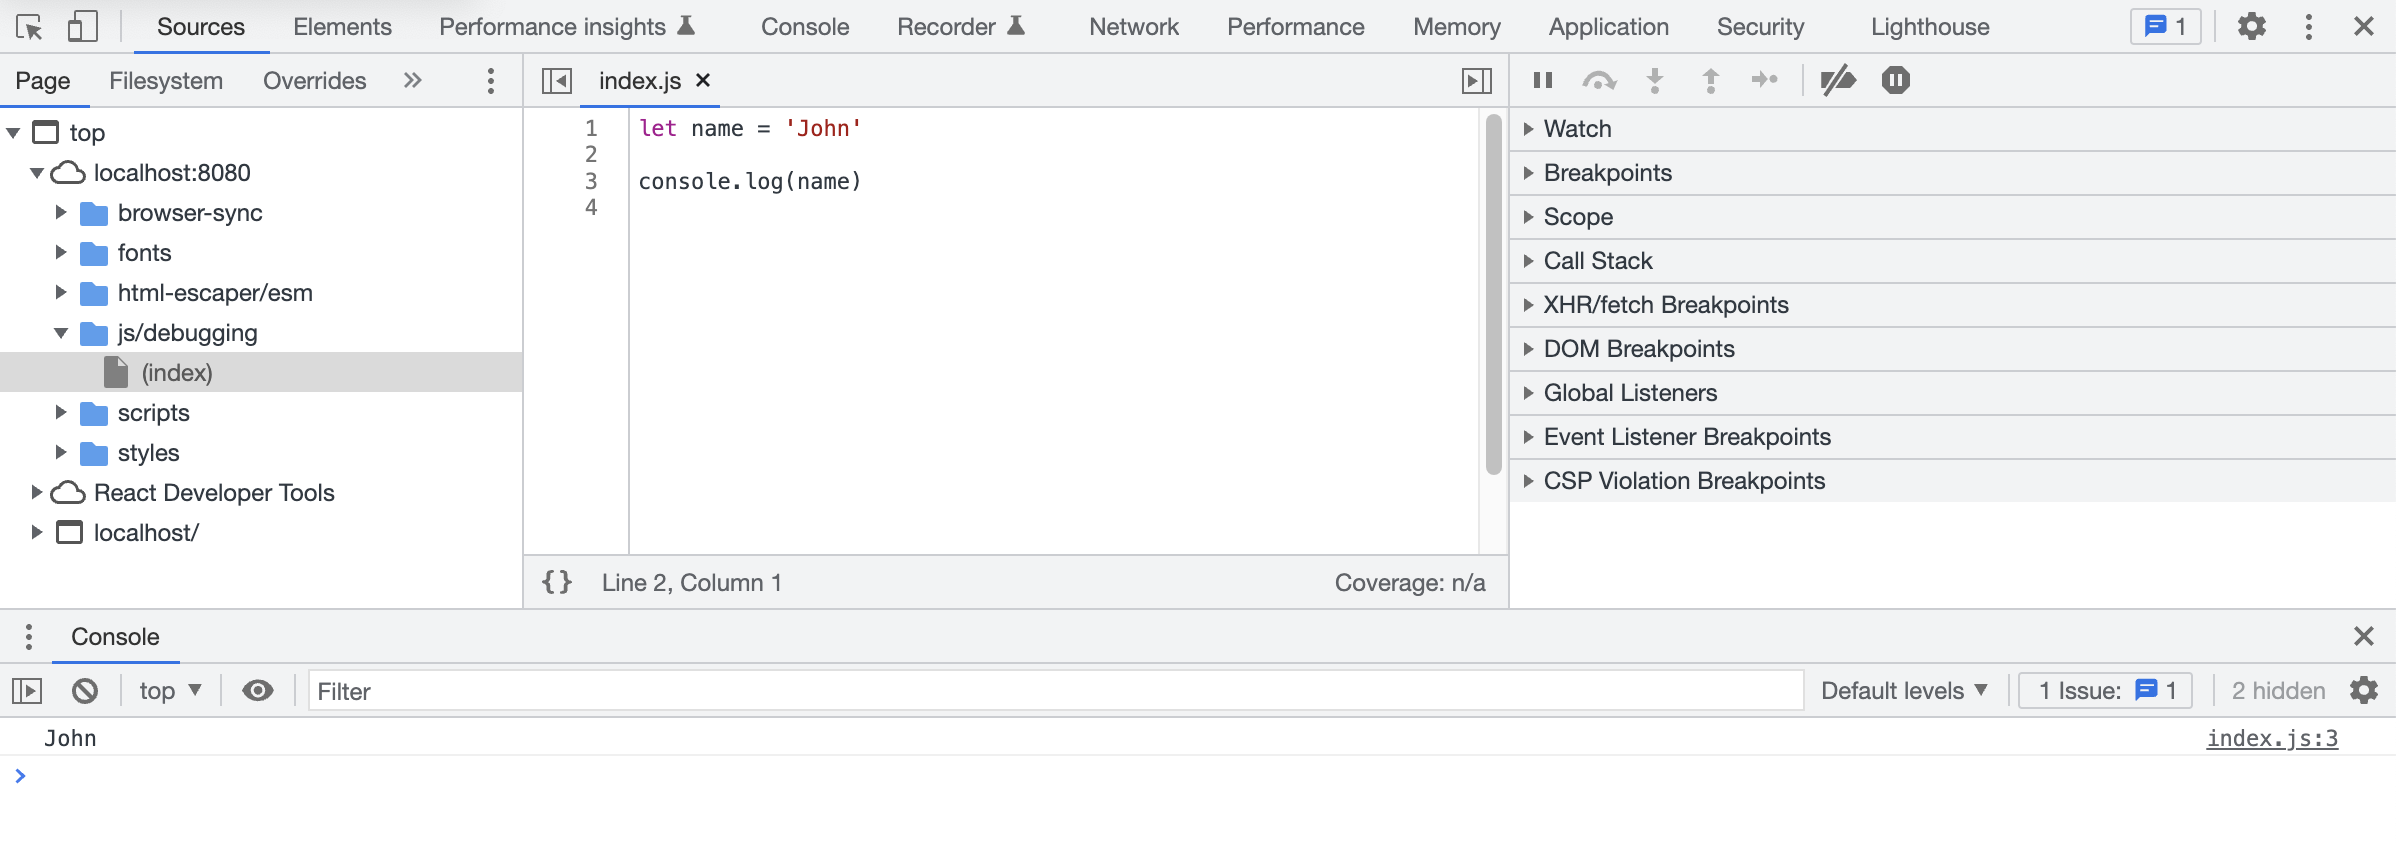 Sources Elements Performance insights Console Recorder Network Performance Memory Application Security Lighthouse 1
Page Filesystem Overrides
index.js
top
localhost:8080
browser-sync
fonts
html-escaper/esm
js/debugging
(index)
scripts
styles
React Developer Tools
localhost/
1 let name = 'John'
2
3 console.log(name)
4
{} Line 2, Column 1 Coverage: n/a
Watch
Breakpoints
Scope
Call Stack
XHR/fetch Breakpoints
DOM Breakpoints
Global Listeners
Event Listener Breakpoints
CSP Violation Breakpoints
Console
top Filter Default levels 1 Issue: 1 2 hidden
John index.js:3